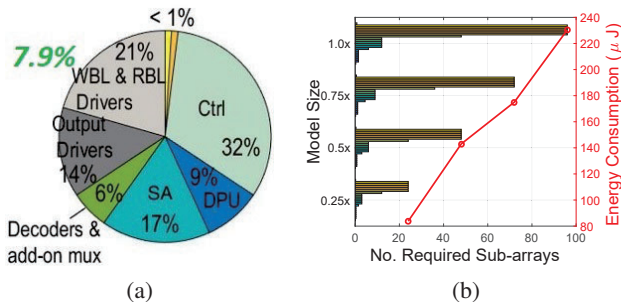 (a)
7.9%
< 1%
21%
WBL & RBL
Drivers
Ctrl
32%
Output
Drivers
14%
9%
DPU
6%
SA
17%
Decoders &
add-on mux
(b)
Model Size
1.0x
0.75x
0.5x
0.25x
0 20 40 60 80 100
No. Required Sub-arrays
240
220
200
180
160
140
120
100
80
Energy Consumption (μJ)
(a)
(b)